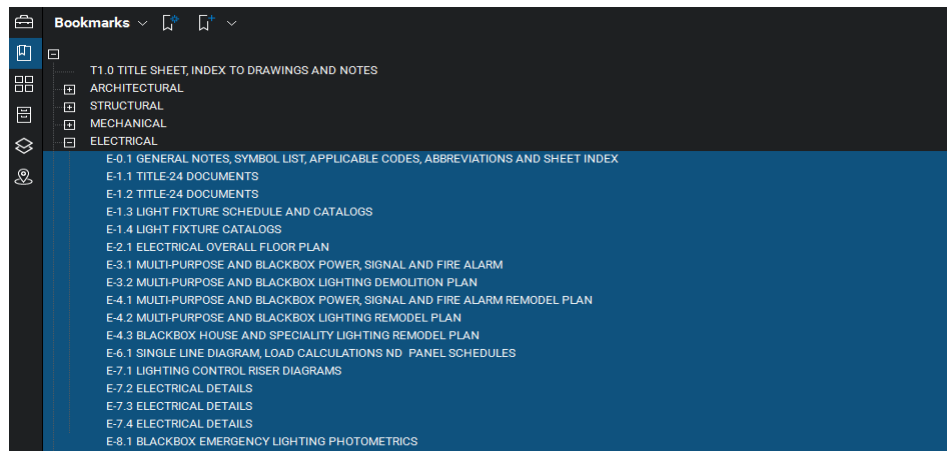 Bookmarks
T1.0 TITLE SHEET, INDEX TO DRAWINGS AND NOTES
ARCHITECTURAL
STRUCTURAL
MECHANICAL
ELECTRICAL
E-0.1 GENERAL NOTES, SYMBOL LIST, APPLICABLE CODES, ABBREVIATIONS AND SHEET INDEX
E-1.1 TITLE-24 DOCUMENTS
E-1.2 TITLE-24 DOCUMENTS
E-1.3 LIGHT FIXTURE SCHEDULE AND CATALOGS
E-1.4 LIGHT FIXTURE CATALOGS
E-2.1 ELECTRICAL OVERALL FLOOR PLAN
E-3.1 MULTI-PURPOSE AND BLACKBOX POWER, SIGNAL AND FIRE ALARM
E-3.2 MULTI-PURPOSE AND BLACKBOX LIGHTING DEMOLITION PLAN
E-4.1 MULTI-PURPOSE AND BLACKBOX POWER, SIGNAL AND FIRE ALARM REMODEL PLAN
E-4.2 MULTI-PURPOSE AND BLACKBOX LIGHTING REMODEL PLAN
E-4.3 BLACKBOX HOUSE AND SPECIALITY LIGHTING REMODEL PLAN
E-6.1 SINGLE LINE DIAGRAM, LOAD CALCULATIONS ND PANEL SCHEDULES
E-7.1 LIGHTING CONTROL RISER DIAGRAMS
E-7.2 ELECTRICAL DETAILS
E-7.3 ELECTRICAL DETAILS
E-7.4 ELECTRICAL DETAILS
E-8.1 BLACKBOX EMERGENCY LIGHTING PHOTOMETRICS